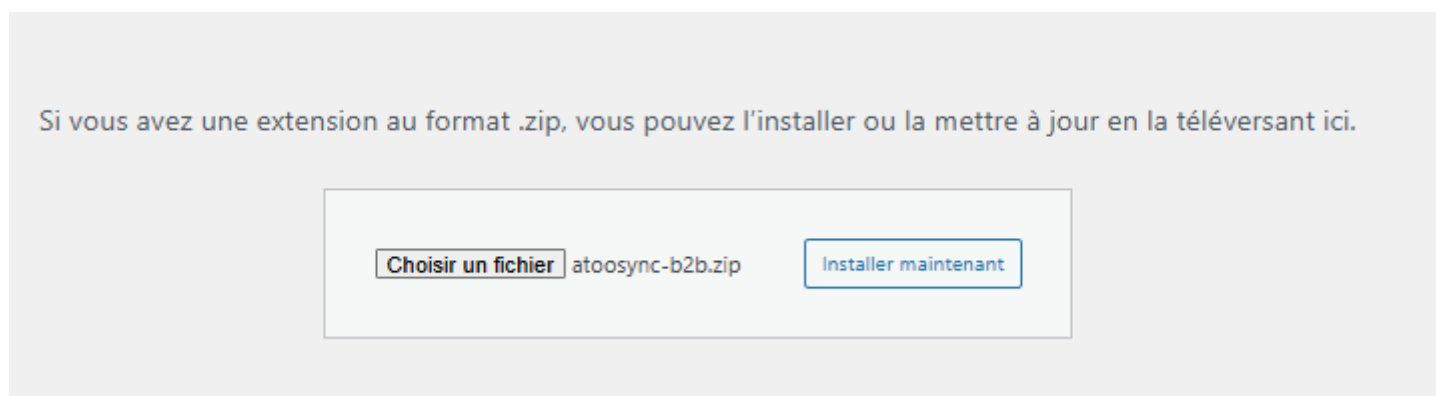 Si vous avez une extension au format .zip, vous pouvez l’installer ou la mettre à jour en la téléversant ici.
Choisir un fichier atoosync-b2b.zip Installer maintenant